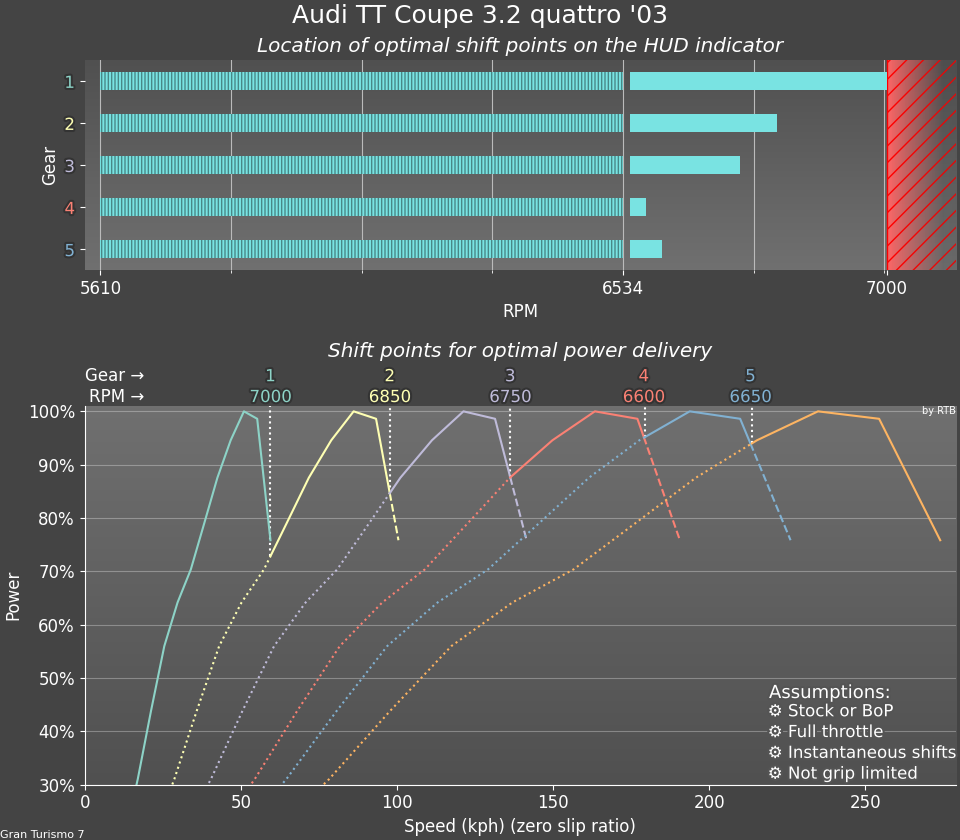 Audi TT Coupe 3.2 quattro '03
Location of optimal shift points on the HUD indicator
Gear
1
2
3
4
5
5610 6534 7000
RPM
Shift points for optimal power delivery
Gear → 1 2 3 4 5
RPM → 7000 6850 6750 6600 6650
by RTB
Power
100%
90%
80%
70%
60%
50%
40%
30%
Assumptions:
⚙ Stock or BoP
⚙ Full throttle
⚙ Instantaneous shifts
⚙ Not grip limited
0 50 100 150 200 250
Speed (kph) (zero slip ratio)
Gran Turismo 7